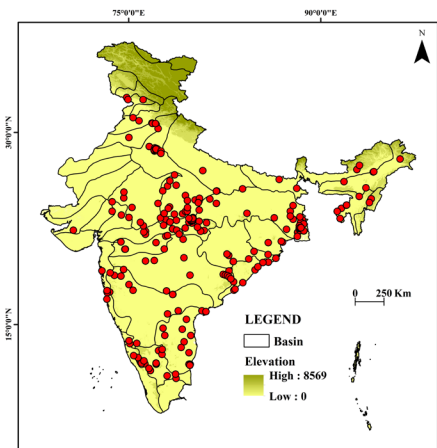 75°0'0"E 90°0'0"E
N
30°0'0"N
0 250 Km
LEGEND
15°0'0"N
Basin
Elevation
High : 8569
Low : 0